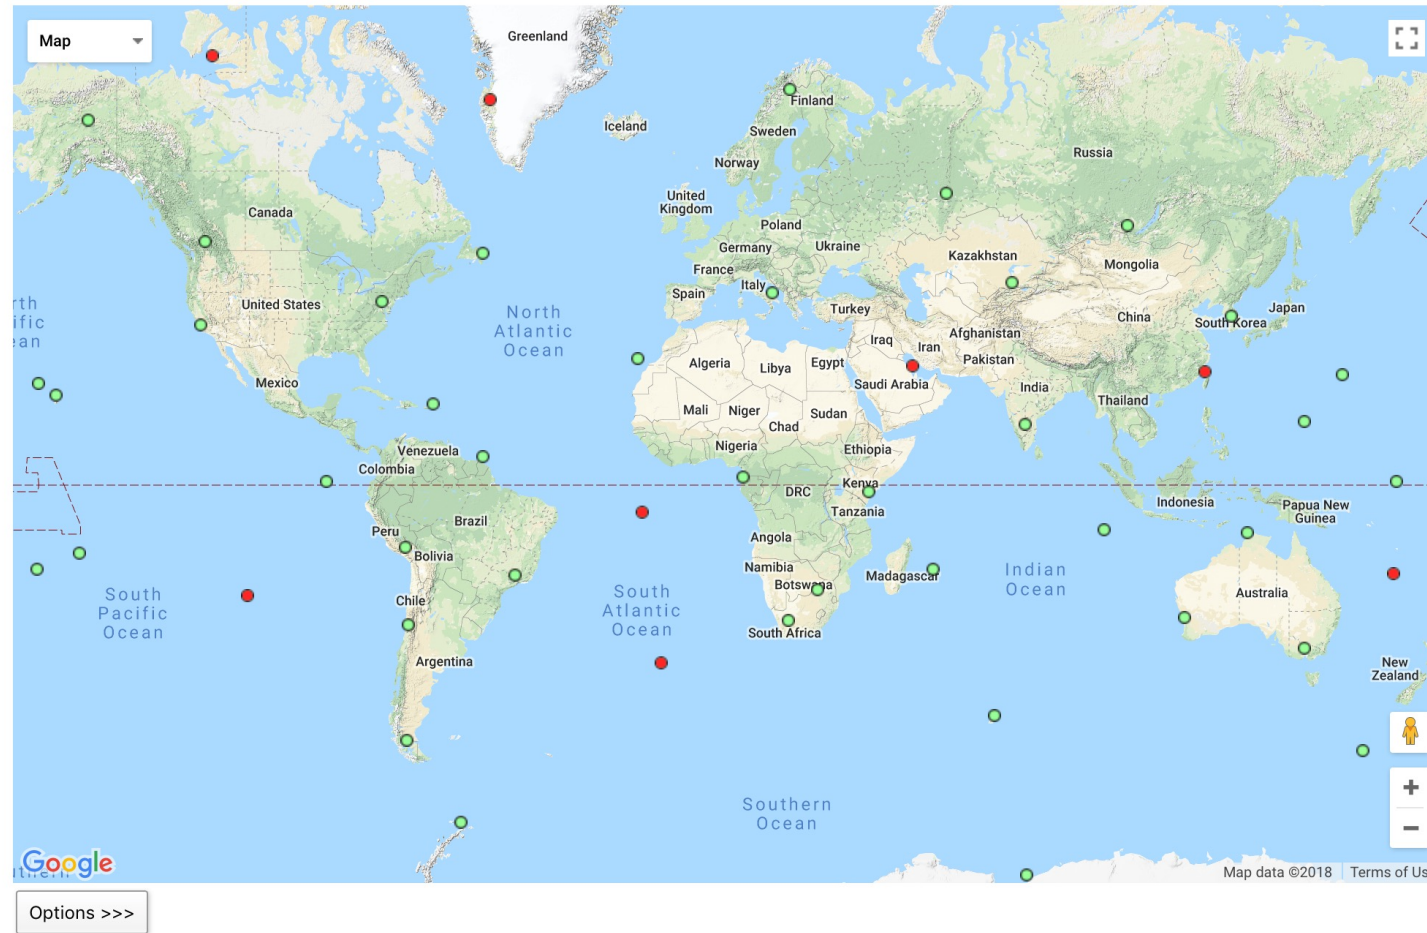 Map
Greenland
Finland
Iceland
Sweden
Russia
Norway
United
Kingdom
Canada
Poland
Germany
Ukraine
Kazakhstan
Mongolia
France
Italy
Spain
United States
North
Atlantic
Ocean
Turkey
China
South Korea
Japan
rth
ific
ean
Iraq
Iran
Afghanistan
Pakistan
Algeria
Libya
Egypt
Saudi Arabia
India
Mexico
Thailand
Mali
Niger
Sudan
Chad
Nigeria
Ethiopia
Venezuela
Colombia
DRC
Kenya
Tanzania
Indonesia
Papua New
Guinea
Peru
Brazil
Angola
Bolivia
Namibia
Botswana
Madagascar
Indian
Ocean
Australia
South
Pacific
Ocean
Chile
South
Atlantic
Ocean
South Africa
Argentina
New
Zealand
Southern
Ocean
Google
uthern
Map data ©2018
Terms of Us
Options >>>